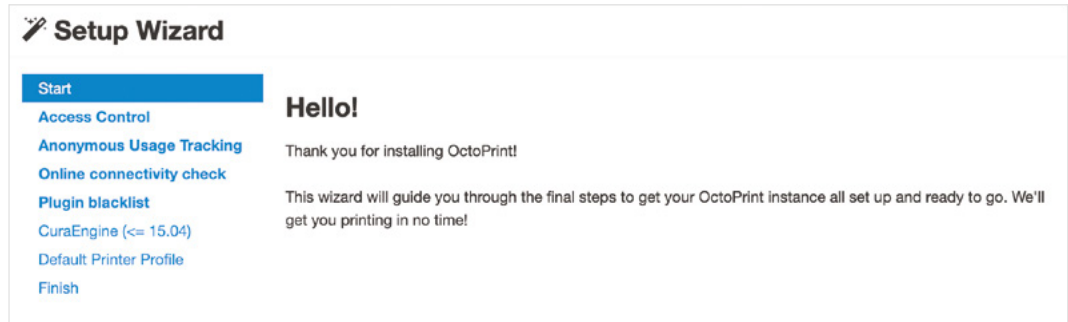 Setup Wizard
Start
Access Control
Anonymous Usage Tracking
Online connectivity check
Plugin blacklist
CuraEngine (<= 15.04)
Default Printer Profile
Finish
Hello!
Thank you for installing OctoPrint!
This wizard will guide you through the final steps to get your OctoPrint instance all set up and ready to go. We'll
get you printing in no time!